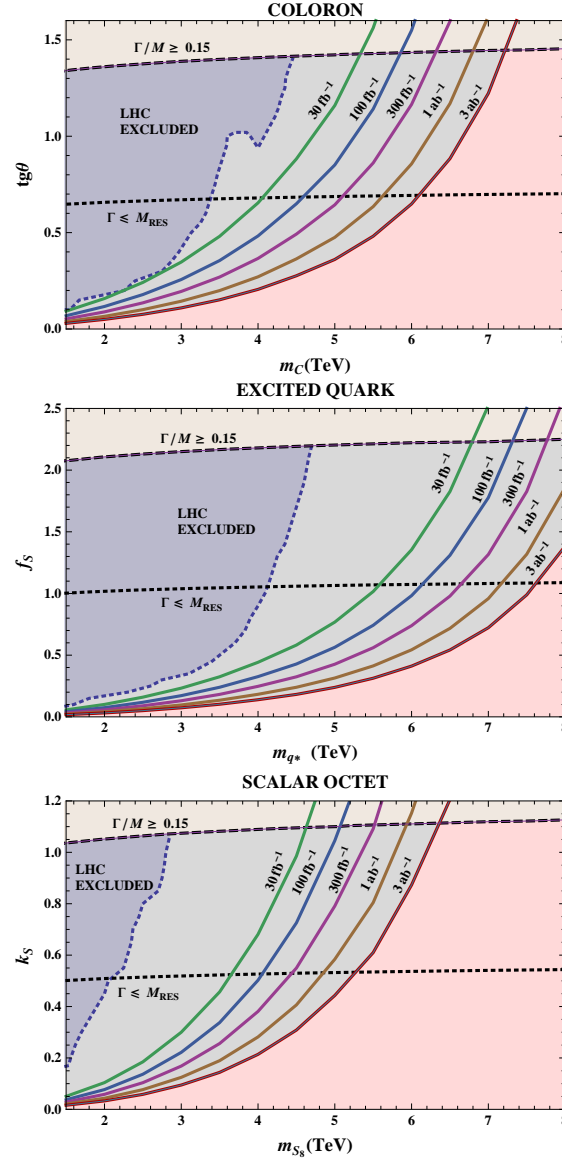 COLORON
1.5
1.0
0.5
0.0
tgθ
Γ/M ≥ 0.15
LHC
EXCLUDED
Γ ⩽ M_RES
30 fb⁻¹
100 fb⁻¹
300 fb⁻¹
1 ab⁻¹
3 ab⁻¹
2 3 4 5 6 7 8
m_C(TeV)
EXCITED QUARK
2.5
2.0
1.5
1.0
0.5
0.0
f_S
Γ/M ≥ 0.15
LHC
EXCLUDED
Γ ⩽ M_RES
30 fb⁻¹
100 fb⁻¹
300 fb⁻¹
1 ab⁻¹
3 ab⁻¹
2 3 4 5 6 7 8
m_q* (TeV)
SCALAR OCTET
1.2
1.0
0.8
0.6
0.4
0.2
0.0
k_S
Γ/M ≥ 0.15
LHC
EXCLUDED
Γ ⩽ M_RES
30 fb⁻¹
100 fb⁻¹
300 fb⁻¹
1 ab⁻¹
3 ab⁻¹
2 3 4 5 6 7 8
m_S₈(TeV)